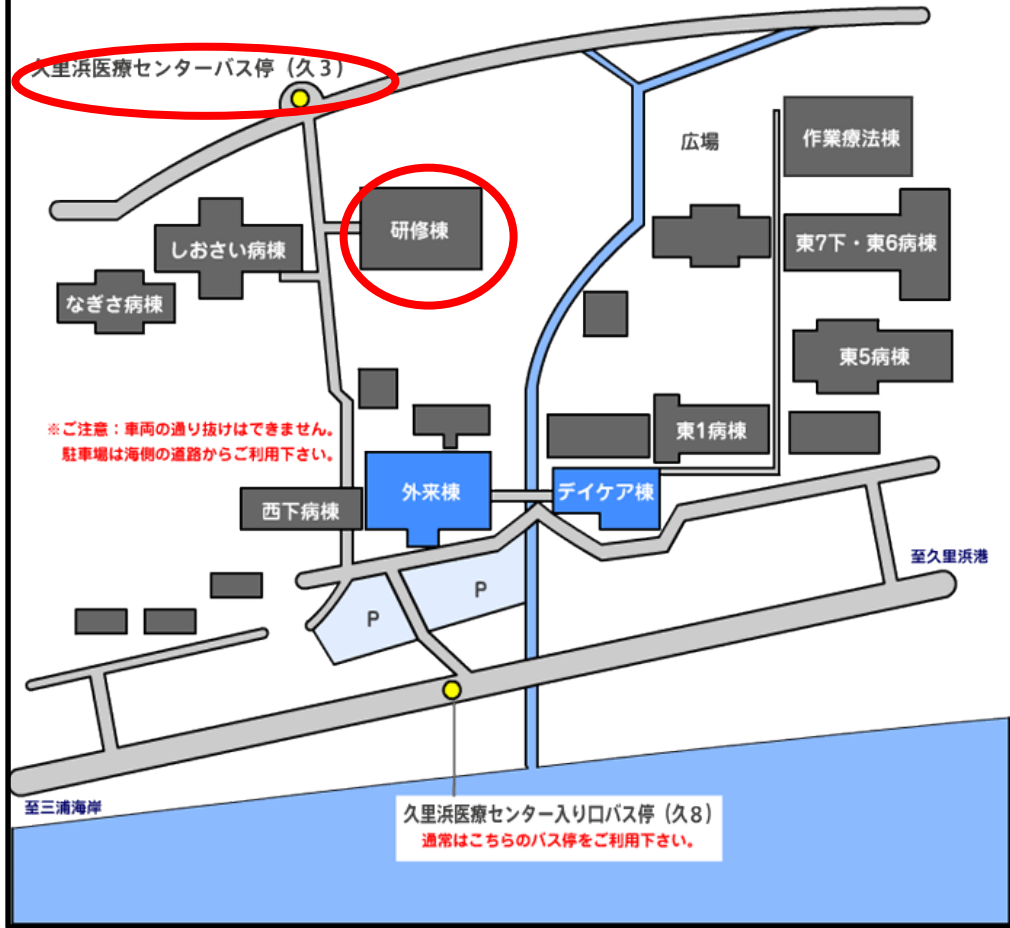 久里浜医療センターバス停（久３）
広場
作業療法棟
研修棟
しおさい病棟
東7下・東6病棟
なぎさ病棟
東5病棟
※ご注意：車両の通り抜けはできません。
駐車場は海側の道路からご利用下さい。
東1病棟
外来棟
デイケア棟
西下病棟
至久里浜港
P
P
至三浦海岸
久里浜医療センター入り口バス停（久８）
通常はこちらのバス停をご利用下さい。